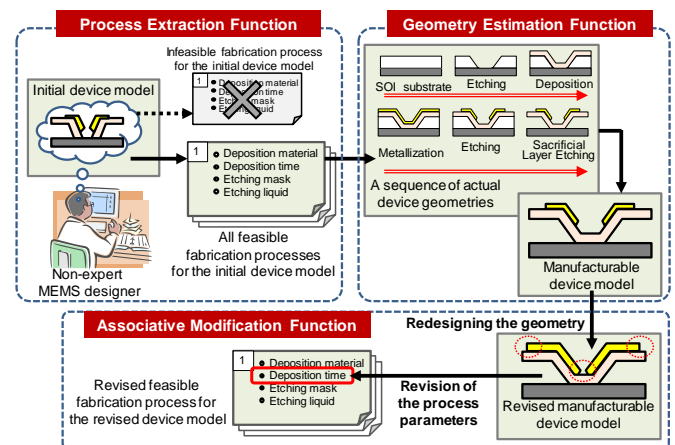 Process Extraction Function
Infeasible fabrication process
for the initial device model
1
Deposition material
Deposition time
Etching mask
Etching liquid
Initial device model
1
Deposition material
Deposition time
Etching mask
Etching liquid
Non-expert
MEMS designer
All feasible
fabrication processes
for the initial device model
Geometry Estimation Function
SOI substrate
Etching
Deposition
Metallization
Etching
Sacrificial
Layer Etching
A sequence of actual
device geometries
Manufacturable
device model
Associative Modification Function
Redesigning the geometry
1
Deposition material
Deposition time
Etching mask
Etching liquid
Revised feasible
fabrication process for
the revised device model
Revision of
the process
parameters
Revised manufacturable
device model